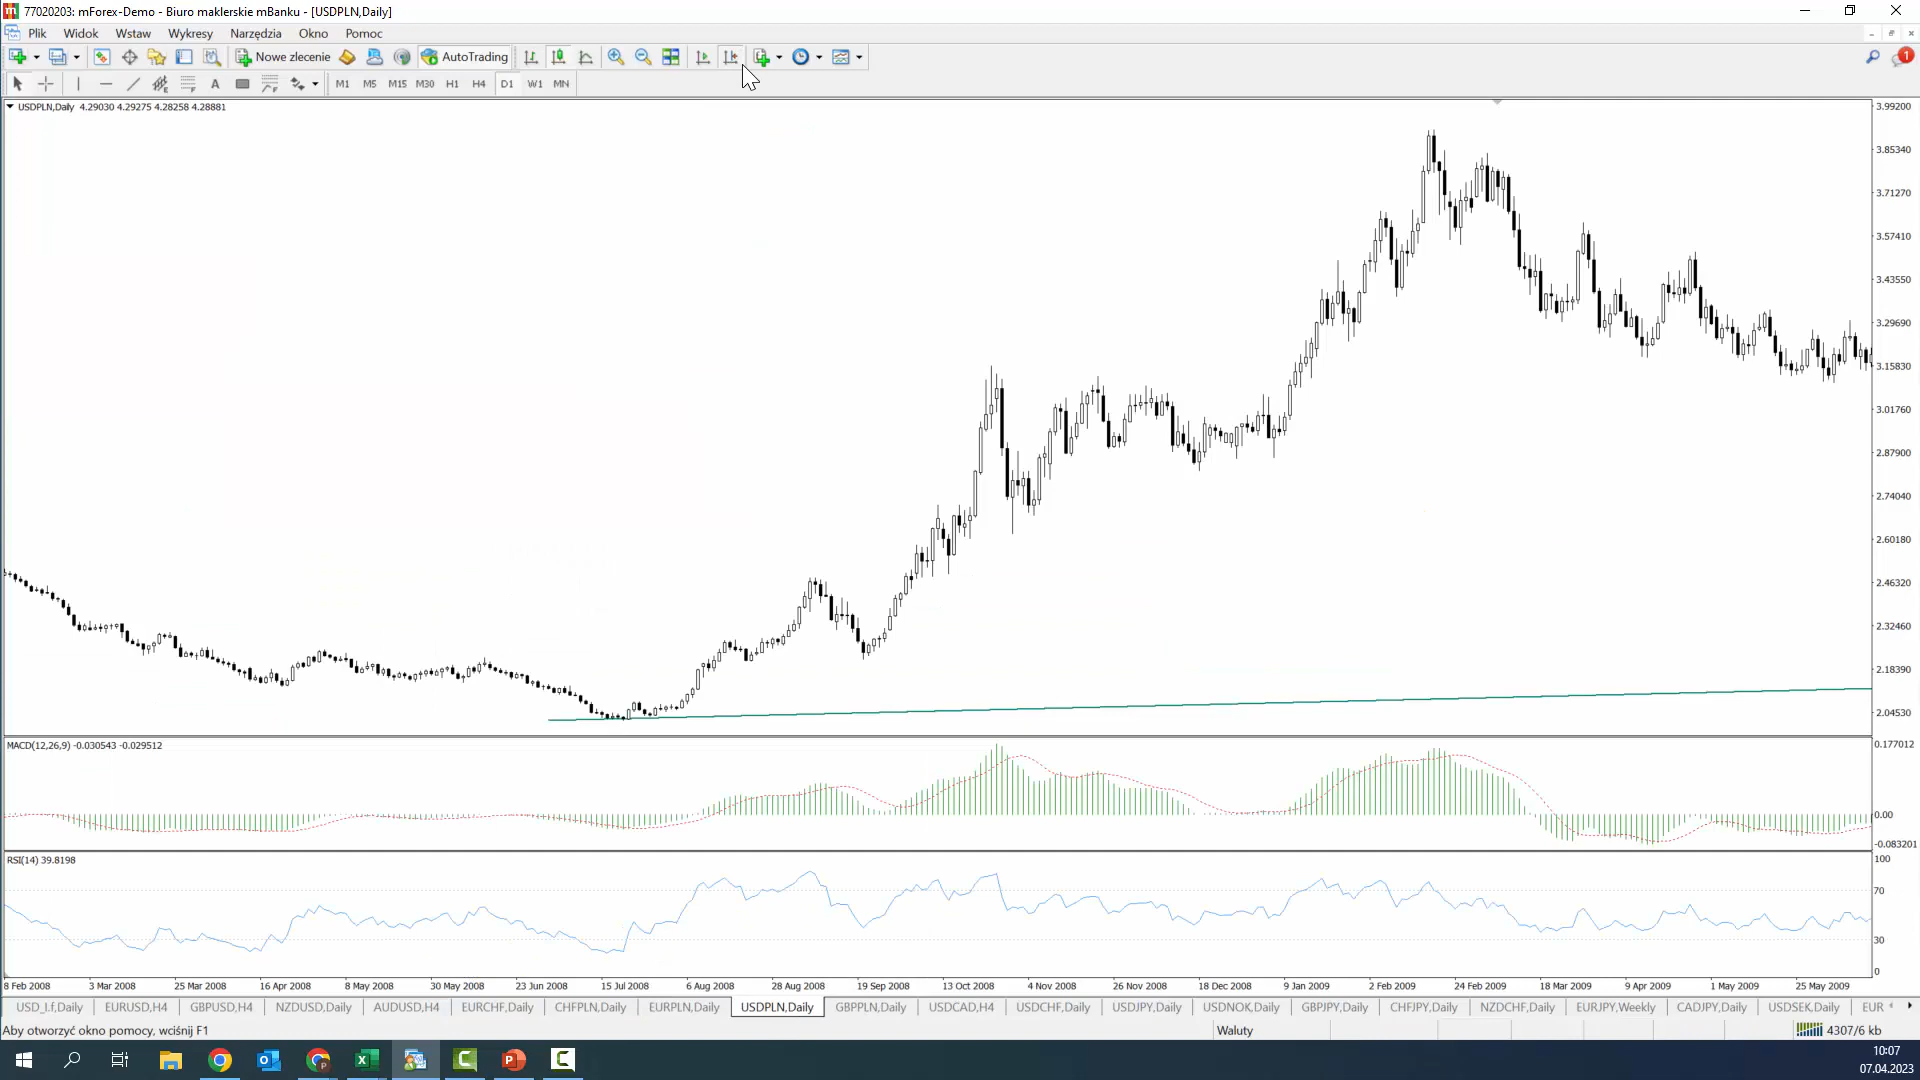 77020203: mForex-Demo - Biuro maklerskie mBanku - [USDPLN,Daily]
Plik Widok Wstaw Wykresy Narzędzia Okno Pomoc
Nowe zlecenie AutoTrading 1
A M1 M5 M15 M30 H1 H4 D1 W1 MN
USDPLN,Daily 4.29030 4.29275 4.28258 4.28881
3.99200
3.85340
3.71270
3.57410
3.43550
3.29690
3.15830
3.01760
2.87900
2.74040
2.60180
2.46320
2.32460
2.18390
2.04530
MACD(12,26,9) -0.030543 -0.029512
0.177012
0.00
-0.083201
RSI(14) 39.8198
100
70
30
0
8 Feb 2008 3 Mar 2008 25 Mar 2008 16 Apr 2008 8 May 2008 30 May 2008 23 Jun 2008 15 Jul 2008 6 Aug 2008 28 Aug 2008 19 Sep 2008 13 Oct 2008 4 Nov 2008 26 Nov 2008 18 Dec 2008 9 Jan 2009 2 Feb 2009 24 Feb 2009 18 Mar 2009 9 Apr 2009 1 May 2009 25 May 2009
USD_I.f,Daily EURUSD,H4 GBPUSD,H4 NZDUSD,Daily AUDUSD,H4 EURCHF,Daily CHFPLN,Daily EURPLN,Daily USDPLN,Daily GBPPLN,Daily USDCAD,H4 USDCHF,Daily USDJPY,Daily USDNOK,Daily GBPJPY,Daily CHFJPY,Daily NZDCHF,Daily EURJPY,Weekly CADJPY,Daily USDSEK,Daily EUR
Aby otworzyć okno pomocy, wciśnij F1 Waluty 4307/6 kb
10:07
07.04.2023